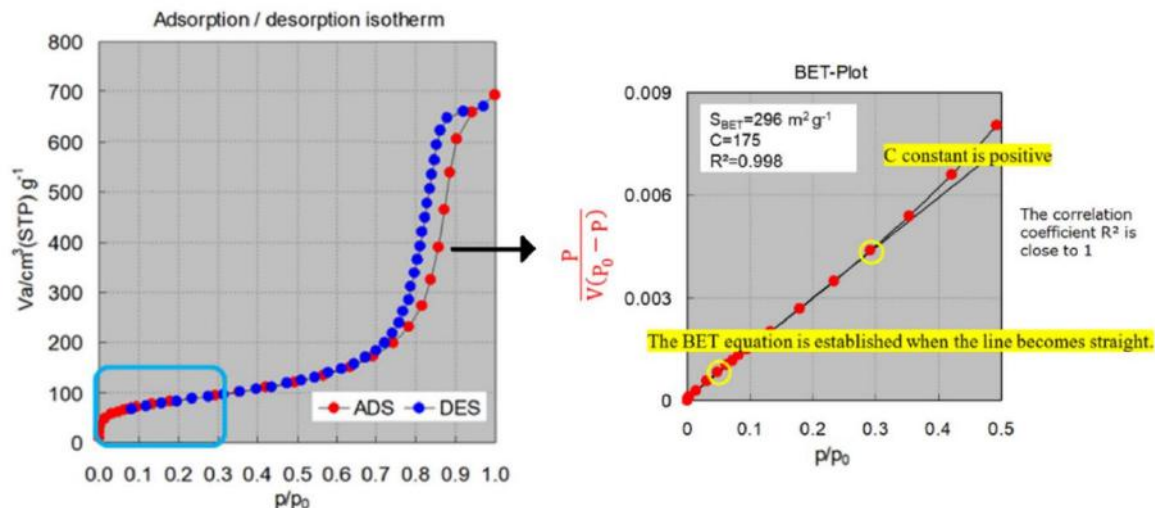 Adsorption / desorption isotherm
800
700
600
500
400
300
200
100
0
Va/cm³(STP) g⁻¹
0.0 0.1 0.2 0.3 0.4 0.5 0.6 0.7 0.8 0.9 1.0
p/p₀
ADS DES
BET-Plot
0.009
0.006
0.003
0
P
V(P₀ − P)
S_BET=296 m² g⁻¹
C=175
R²=0.998
C constant is positive
The BET equation is established when the line becomes straight.
0 0.1 0.2 0.3 0.4 0.5
p/p₀
The correlation
coefficient R² is
close to 1